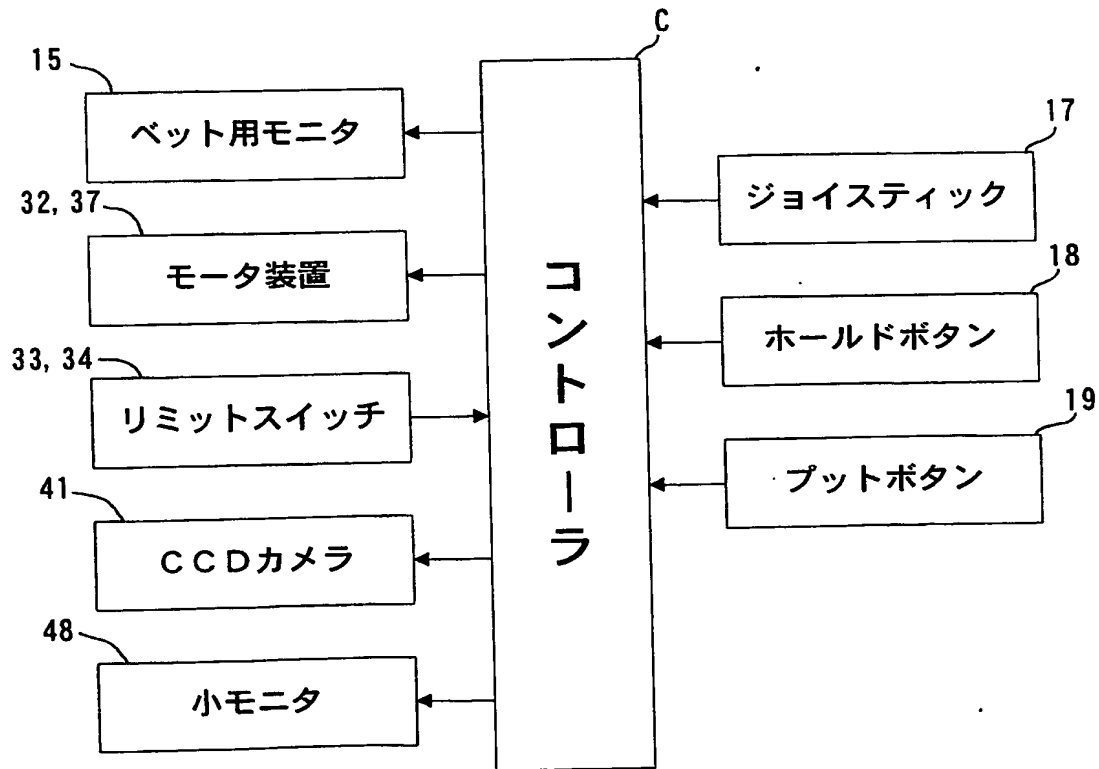 C
15
ベット用モニタ
32, 37
モータ装置
33, 34
リミットスイッチ
41
CCDカメラ
48
小モニタ
コントローラ
17
ジョイスティック
18
ホールドボタン
19
プットボタン